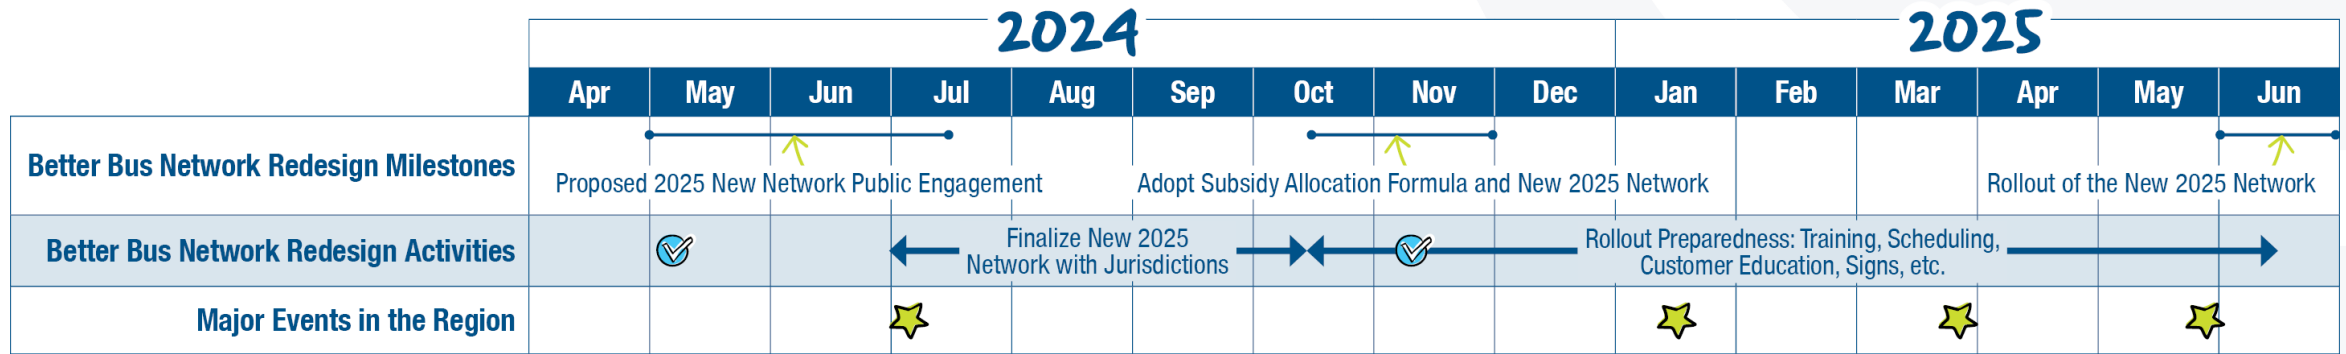 2024
2025
Apr May Jun Jul Aug Sep Oct Nov Dec Jan Feb Mar Apr May Jun
Better Bus Network Redesign Milestones
Proposed 2025 New Network Public Engagement
Adopt Subsidy Allocation Formula and New 2025 Network
Rollout of the New 2025 Network
Better Bus Network Redesign Activities
Finalize New 2025
Network with Jurisdictions
Rollout Preparedness: Training, Scheduling,
Customer Education, Signs, etc.
Major Events in the Region